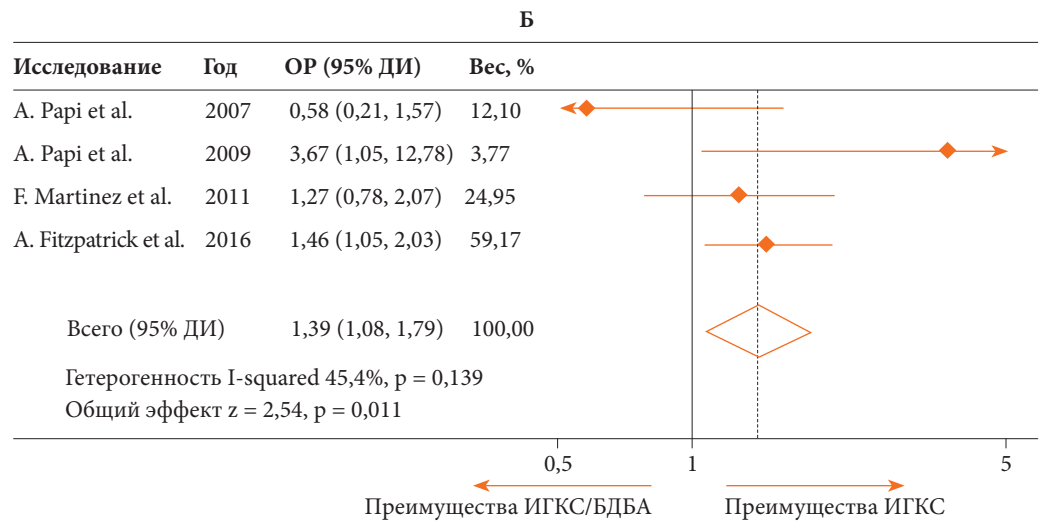 Б
Исследование Год ОР (95% ДИ) Вес, %
A. Papi et al. 2007 0,58 (0,21, 1,57) 12,10
A. Papi et al. 2009 3,67 (1,05, 12,78) 3,77
F. Martinez et al. 2011 1,27 (0,78, 2,07) 24,95
A. Fitzpatrick et al. 2016 1,46 (1,05, 2,03) 59,17
Всего (95% ДИ) 1,39 (1,08, 1,79) 100,00
Гетерогенность I-squared 45,4%, p = 0,139
Общий эффект z = 2,54, p = 0,011
0,5 1 5
Преимущества ИГКС/БДБА Преимущества ИГКС